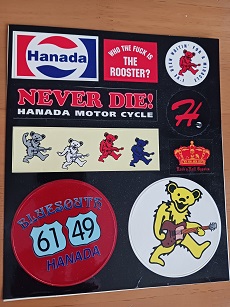 Hanada
WHO THE FUCK IS
THE ROOSTER?
NEVER DIE!
HANADA MOTOR CYCLE
H
BLUESOUTH
61 49
HANADA